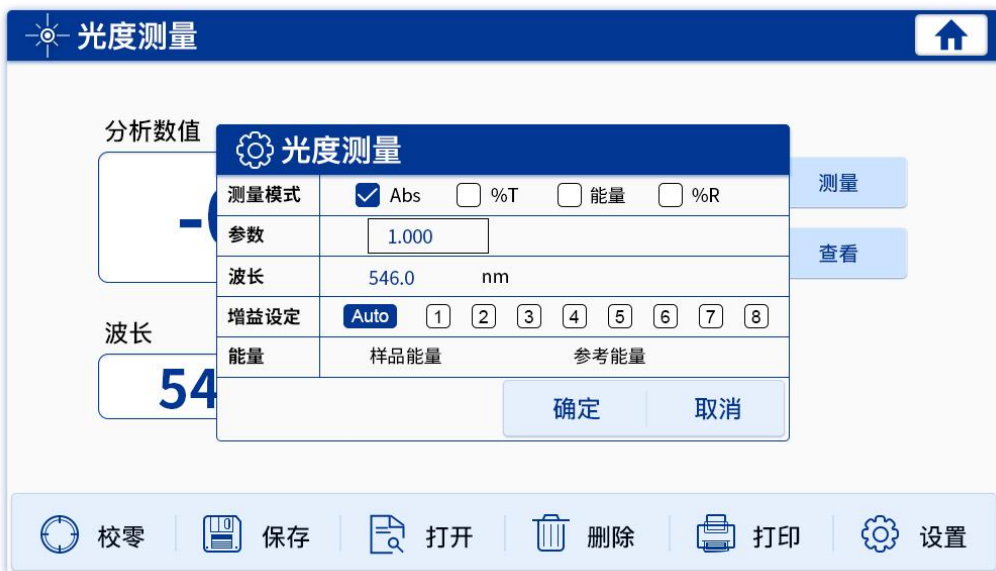 光度测量
分析数值
光度测量
测量模式 Abs %T 能量 %R
测量
参数 1.000
查看
波长 546.0 nm
增益设定 Auto 1 2 3 4 5 6 7 8
波长
能量 样品能量 参考能量
54
确定 取消
校零 保存 打开 删除 打印 设置